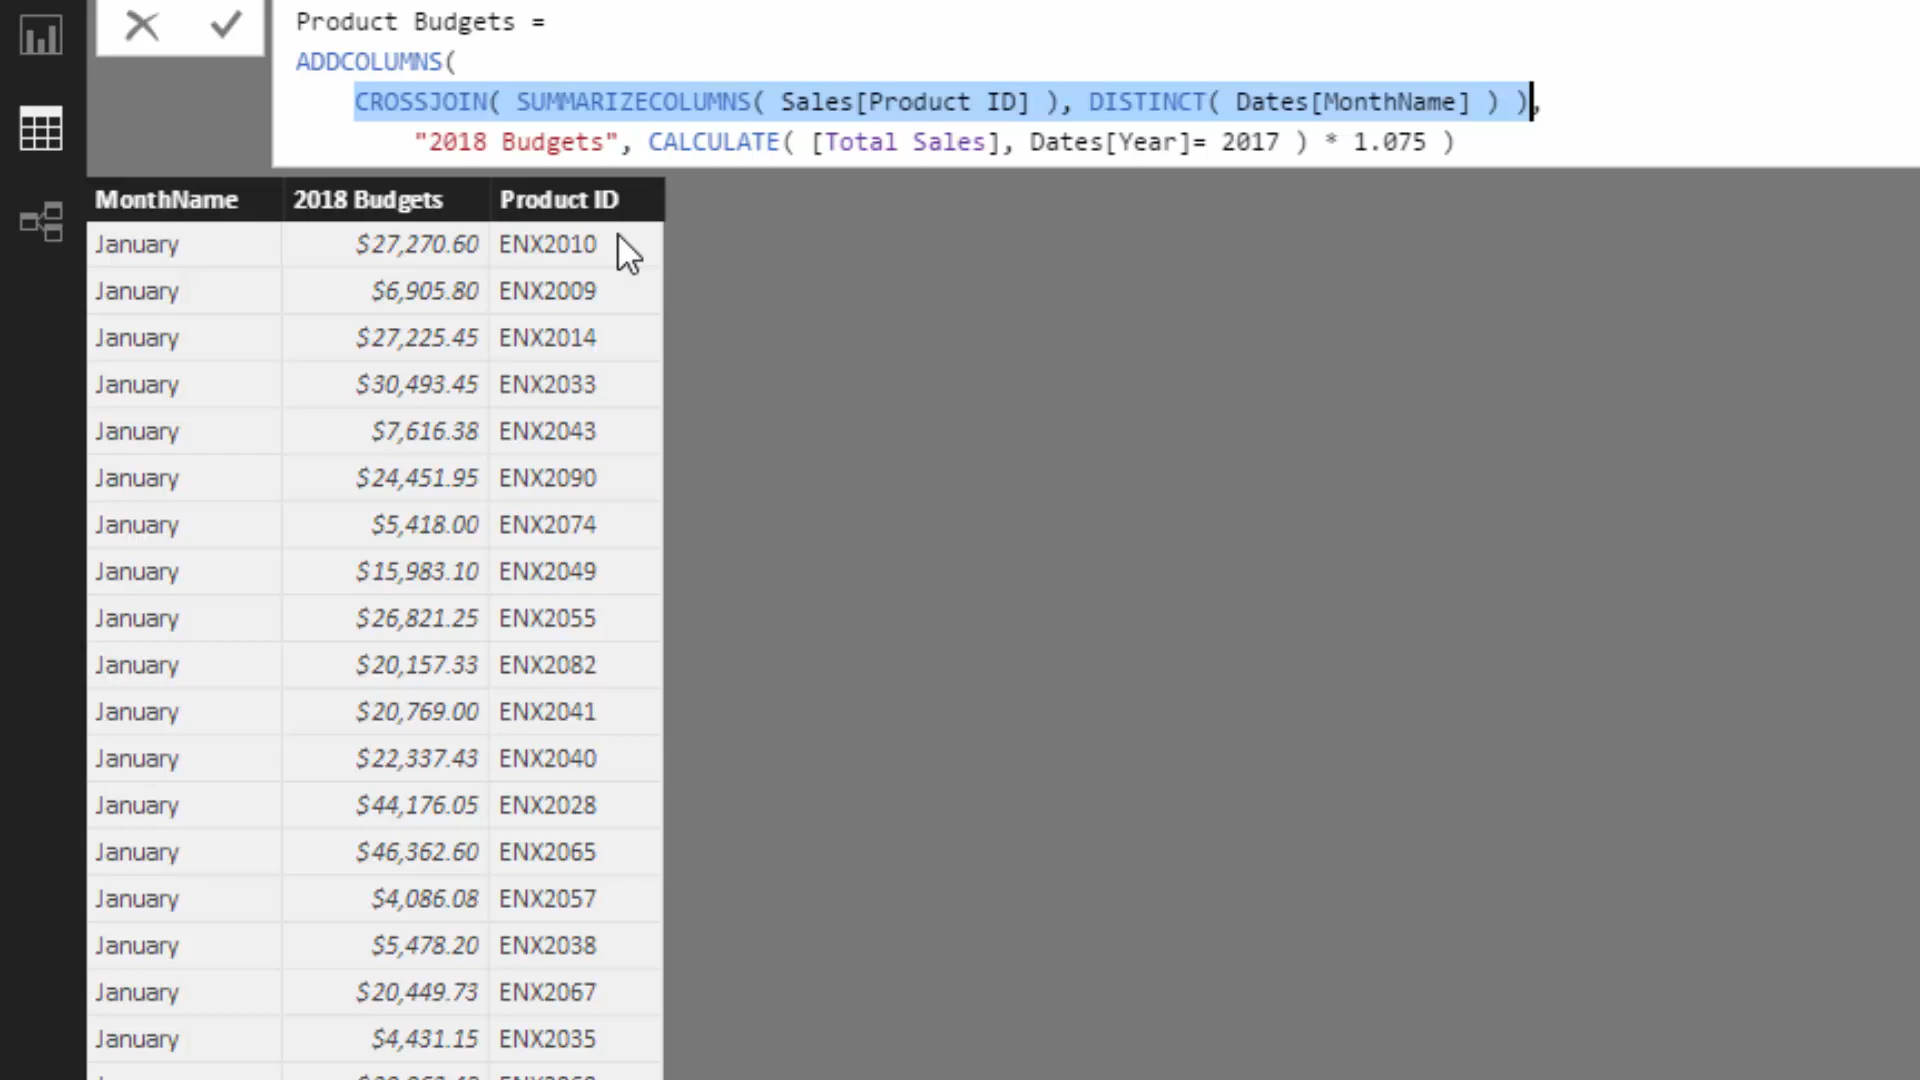 Product Budgets =
ADDCOLUMNS(
CROSSJOIN( SUMMARIZECOLUMNS( Sales[Product ID] ), DISTINCT( Dates[MonthName] ) ),
"2018 Budgets", CALCULATE( [Total Sales], Dates[Year]= 2017 ) * 1.075 )
MonthName 2018 Budgets Product ID
January $27,270.60 ENX2010
January $6,905.80 ENX2009
January $27,225.45 ENX2014
January $30,493.45 ENX2033
January $7,616.38 ENX2043
January $24,451.95 ENX2090
January $5,418.00 ENX2074
January $15,983.10 ENX2049
January $26,821.25 ENX2055
January $20,157.33 ENX2082
January $20,769.00 ENX2041
January $22,337.43 ENX2040
January $44,176.05 ENX2028
January $46,362.60 ENX2065
January $4,086.08 ENX2057
January $5,478.20 ENX2038
January $20,449.73 ENX2067
January $4,431.15 ENX2035